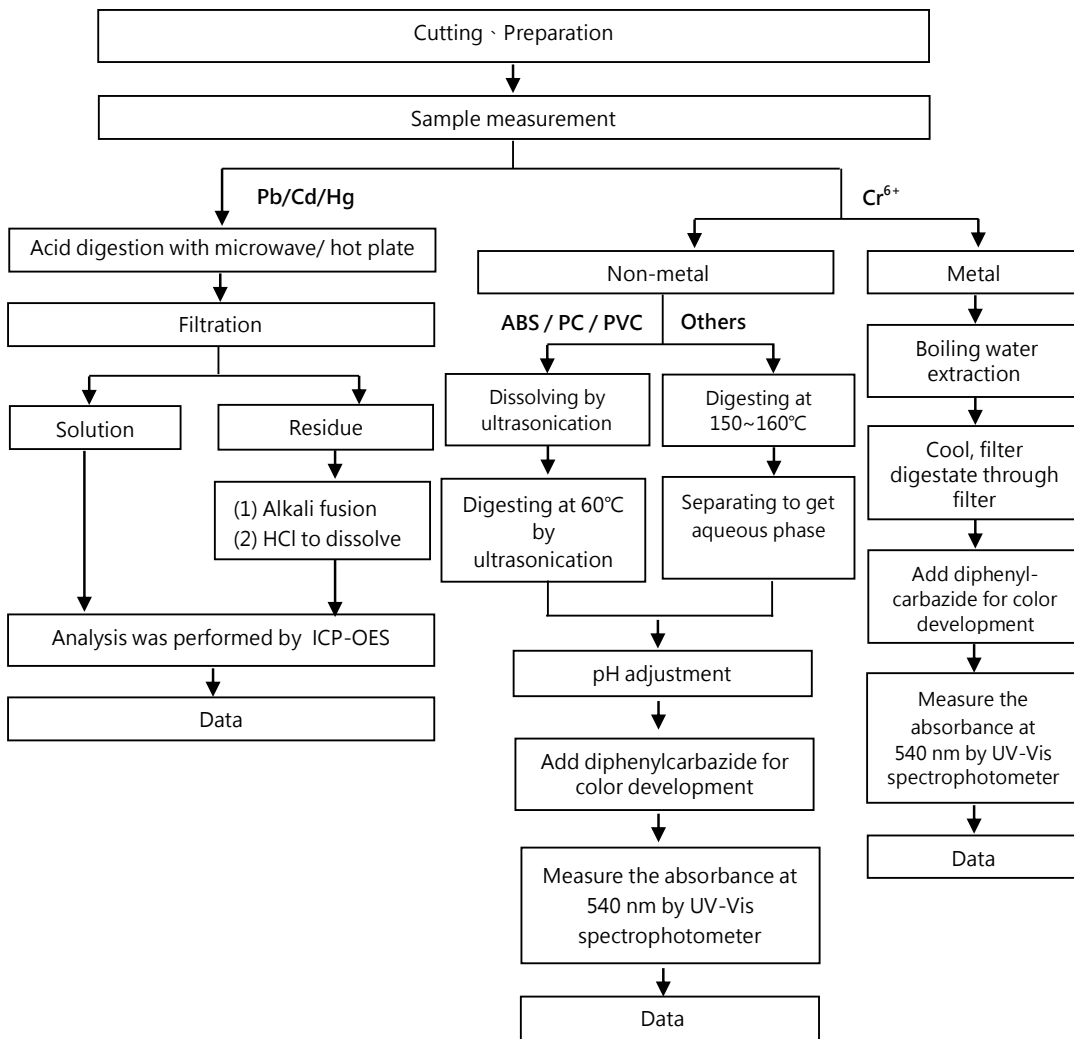 Cutting、Preparation
Sample measurement
Pb/Cd/Hg
Cr⁶⁺
Acid digestion with microwave/ hot plate
Filtration
Solution
Residue
(1) Alkali fusion
(2) HCl to dissolve
Analysis was performed by ICP-OES
Data
Non-metal
ABS / PC / PVC
Others
Dissolving by
ultrasonication
Digesting at 60℃
by
ultrasonication
Digesting at
150~160℃
Separating to get
aqueous phase
pH adjustment
Add diphenylcarbazide for
color development
Measure the absorbance at
540 nm by UV-Vis
spectrophotometer
Data
Metal
Boiling water
extraction
Cool, filter
digestate through
filter
Add diphenyl-
carbazide for color
development
Measure the
absorbance at
540 nm by UV-Vis
spectrophotometer
Data